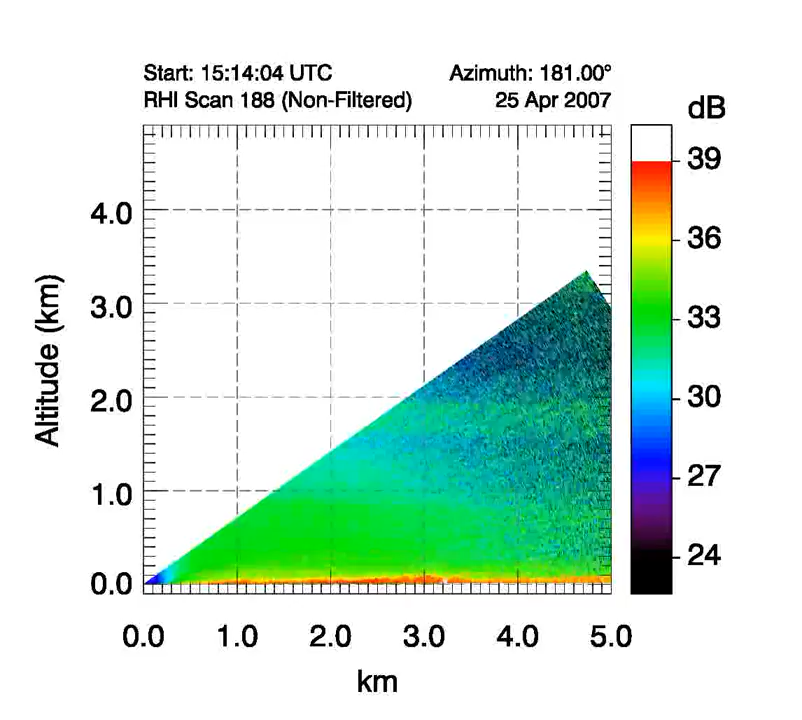 Start: 15:14:04 UTC Azimuth: 181.00°
RHI Scan 188 (Non-Filtered) 25 Apr 2007
dB
39
36
33
30
27
24
Altitude (km)
4.0
3.0
2.0
1.0
0.0
0.0 1.0 2.0 3.0 4.0 5.0
km